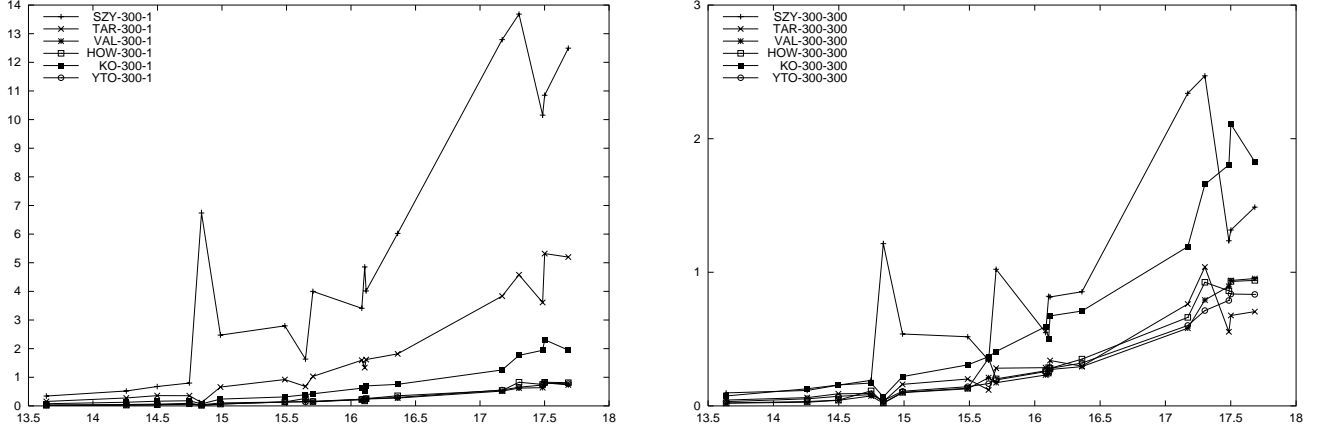 14
13
12
11
10
9
8
7
6
5
4
3
2
1
0
SZY-300-1
TAR-300-1
VAL-300-1
HOW-300-1
KO-300-1
YTO-300-1
13.5 14 14.5 15 15.5 16 16.5 17 17.5 18
3
2
1
0
SZY-300-300
TAR-300-300
VAL-300-300
HOW-300-300
KO-300-300
YTO-300-300
13.5 14 14.5 15 15.5 16 16.5 17 17.5 18